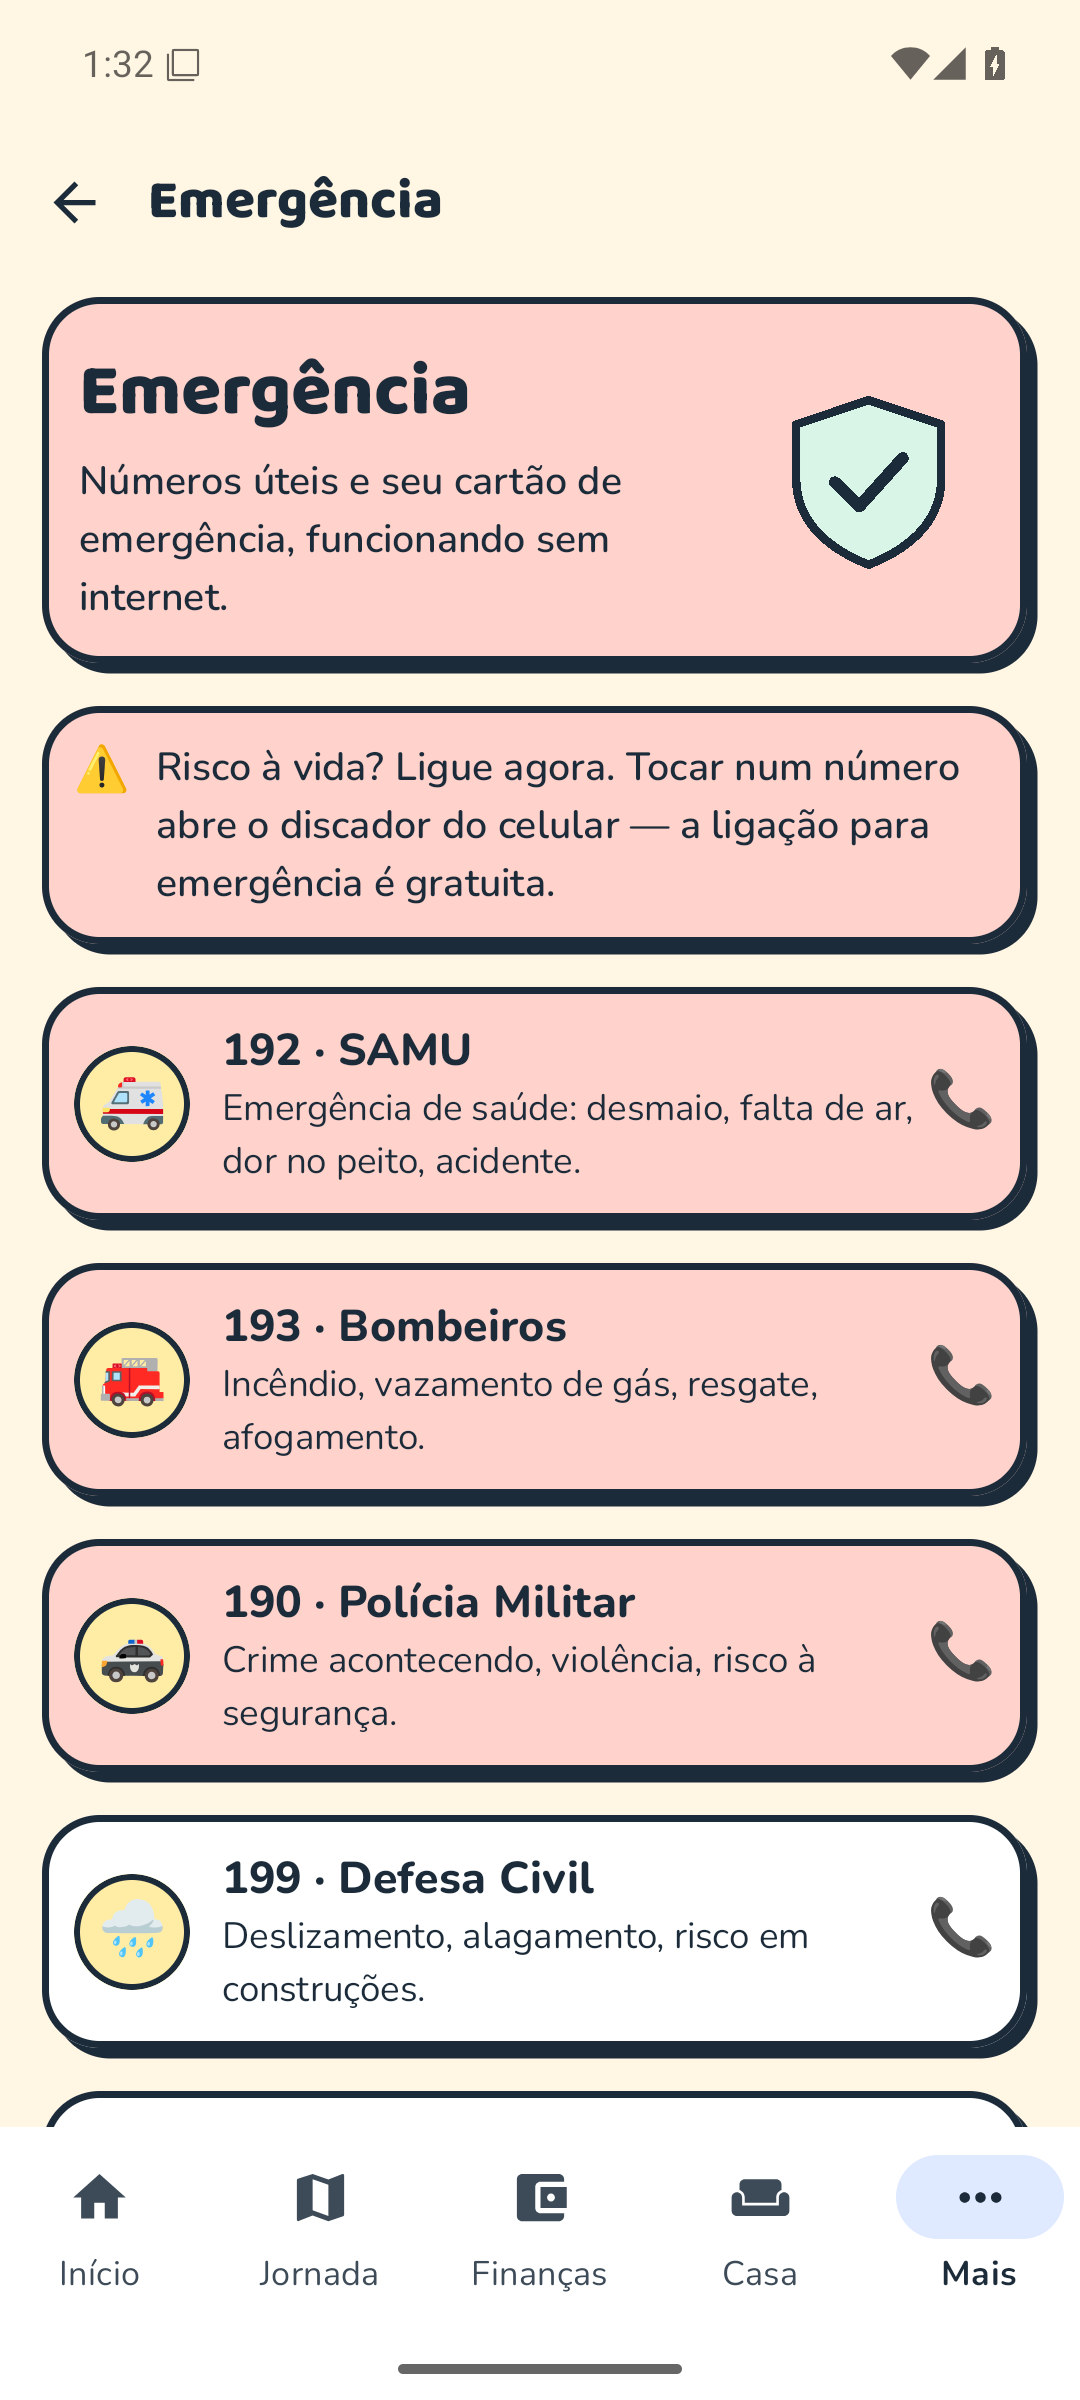 1:32
Emergência
Emergência
Números úteis e seu cartão de
emergência, funcionando sem
internet.
Risco à vida? Ligue agora. Tocar num número
abre o discador do celular — a ligação para
emergência é gratuita.
192 · SAMU
Emergência de saúde: desmaio, falta de ar,
dor no peito, acidente.
193 · Bombeiros
Incêndio, vazamento de gás, resgate,
afogamento.
190 · Polícia Militar
Crime acontecendo, violência, risco à
segurança.
199 · Defesa Civil
Deslizamento, alagamento, risco em
construções.
Início Jornada Finanças Casa Mais